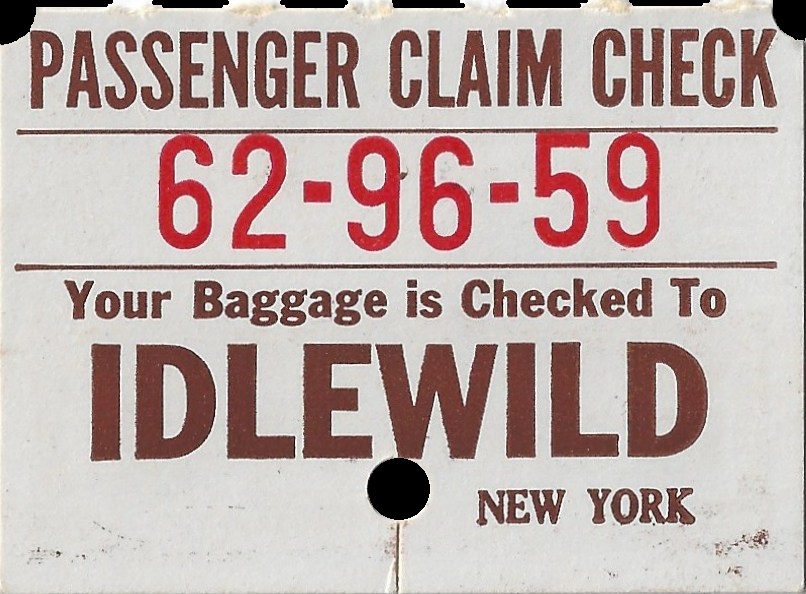 PASSENGER CLAIM CHECK
62-96-59
Your Baggage is Checked To
IDLEWILD
NEW YORK